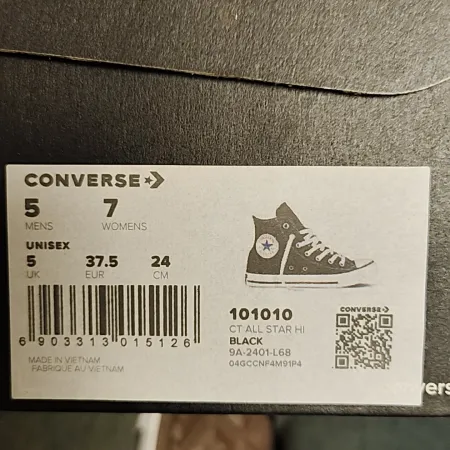 CONVERSE
5 7
MENS WOMENS
UNISEX
5 37.5 24
UK EUR CM
6 903313 015126
MADE IN VIETNAM
FABRIQUÉ AU VIETNAM
101010
CT ALL STAR HI
BLACK
9A-2401-L68
04GCCNF4M91P4
CONVERSE